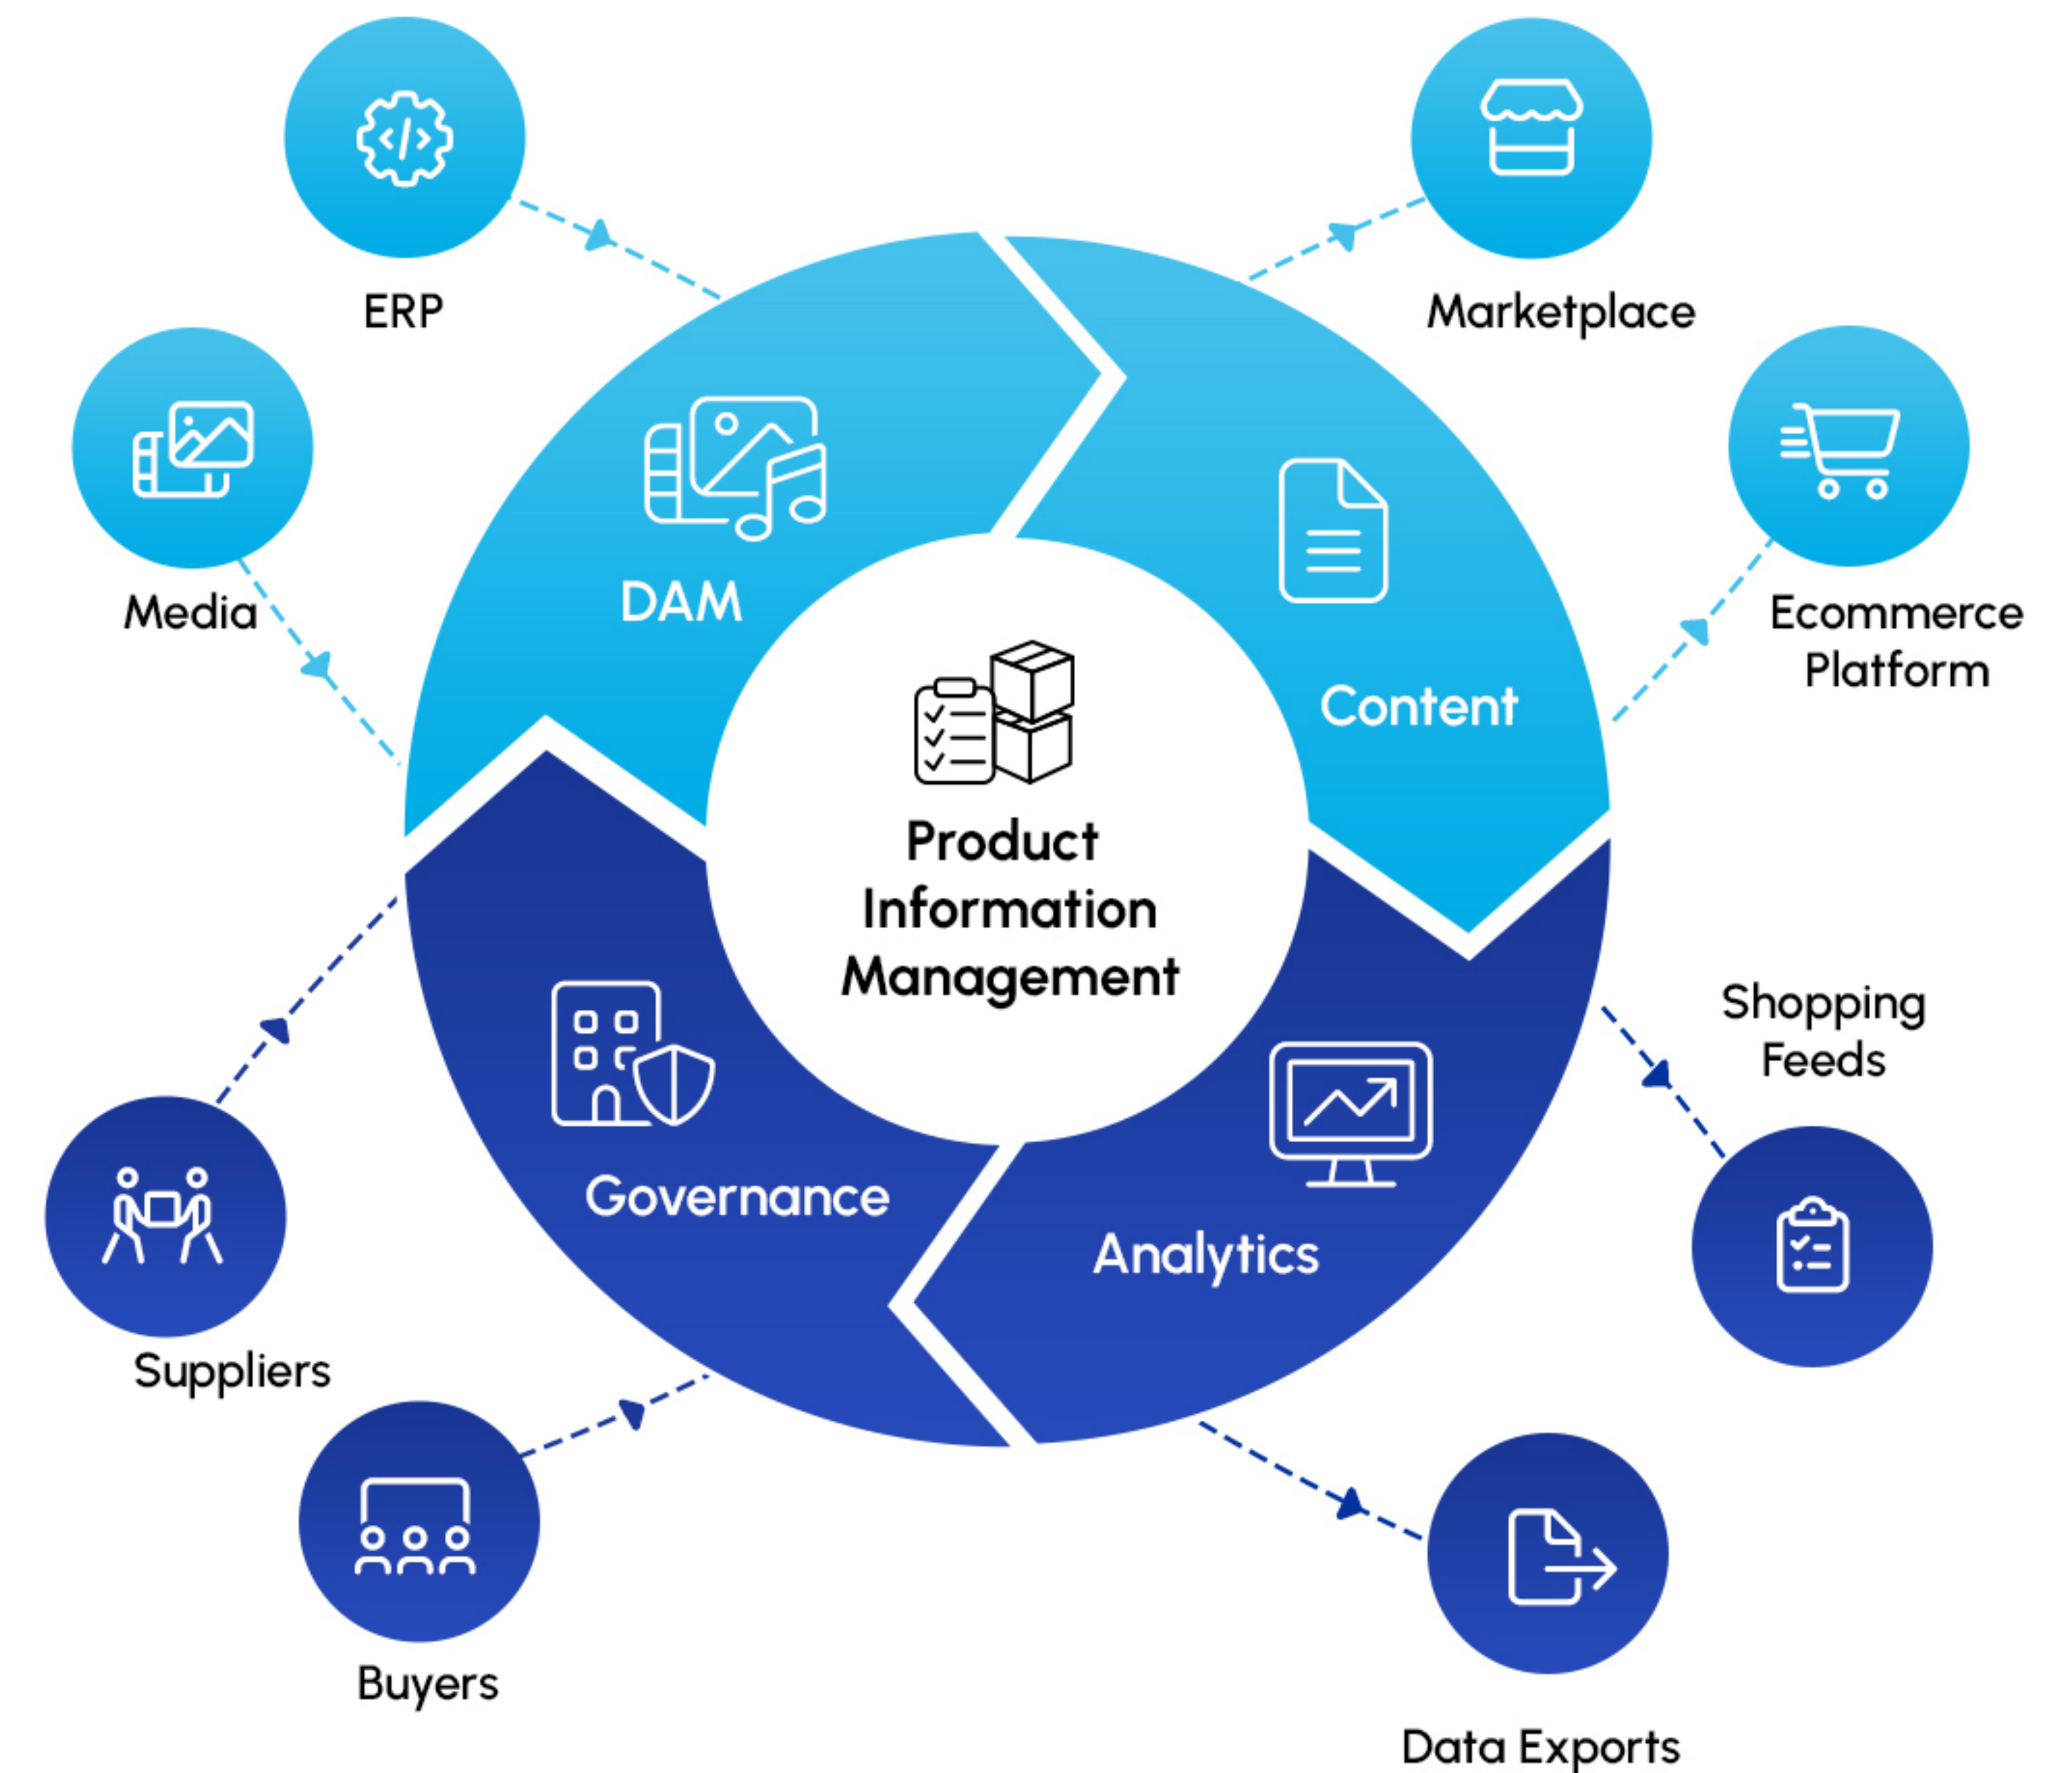 ERP
Marketplace
Media
Ecommerce
Platform
DAM
Content
Product
Information
Management
Shopping
Feeds
Governance
Analytics
Suppliers
Buyers
Data Exports